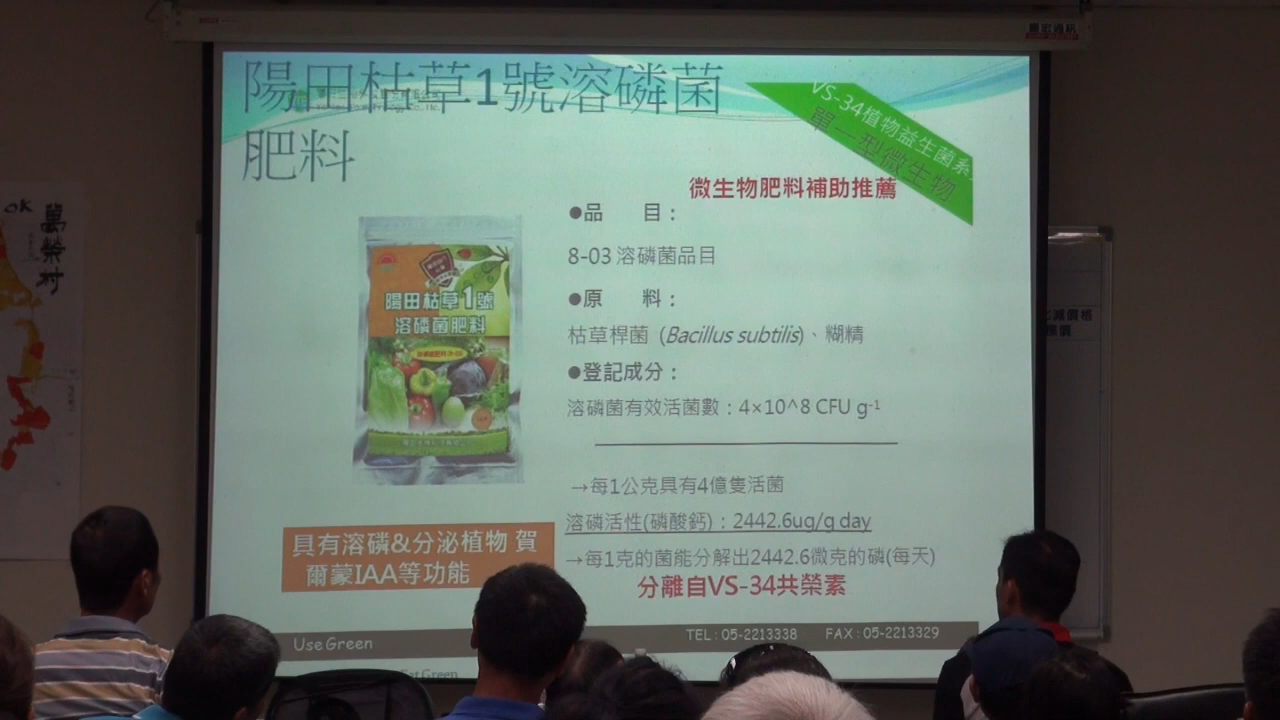 陽田枯草1號溶磷菌
肥料
VS-34植物益生菌系
單一型微生物
微生物肥料補助推薦
●品 目：
8-03 溶磷菌品目
●原 料：
枯草桿菌 (Bacillus subtilis)、糊精
●登記成分：
溶磷菌有效活菌數：4×10^8 CFU g-1
→每1公克具有4億隻活菌
溶磷活性(磷酸鈣)：2442.6ug/g day
→每1克的菌能分解出2442.6微克的磷(每天)
分離自VS-34共榮素
陽田枯草1號
溶磷菌肥料
具有溶磷&分泌植物 賀
爾蒙IAA等功能
Use Green
TEL : 05-2213338 FAX : 05-2213329
OK
萬榮村